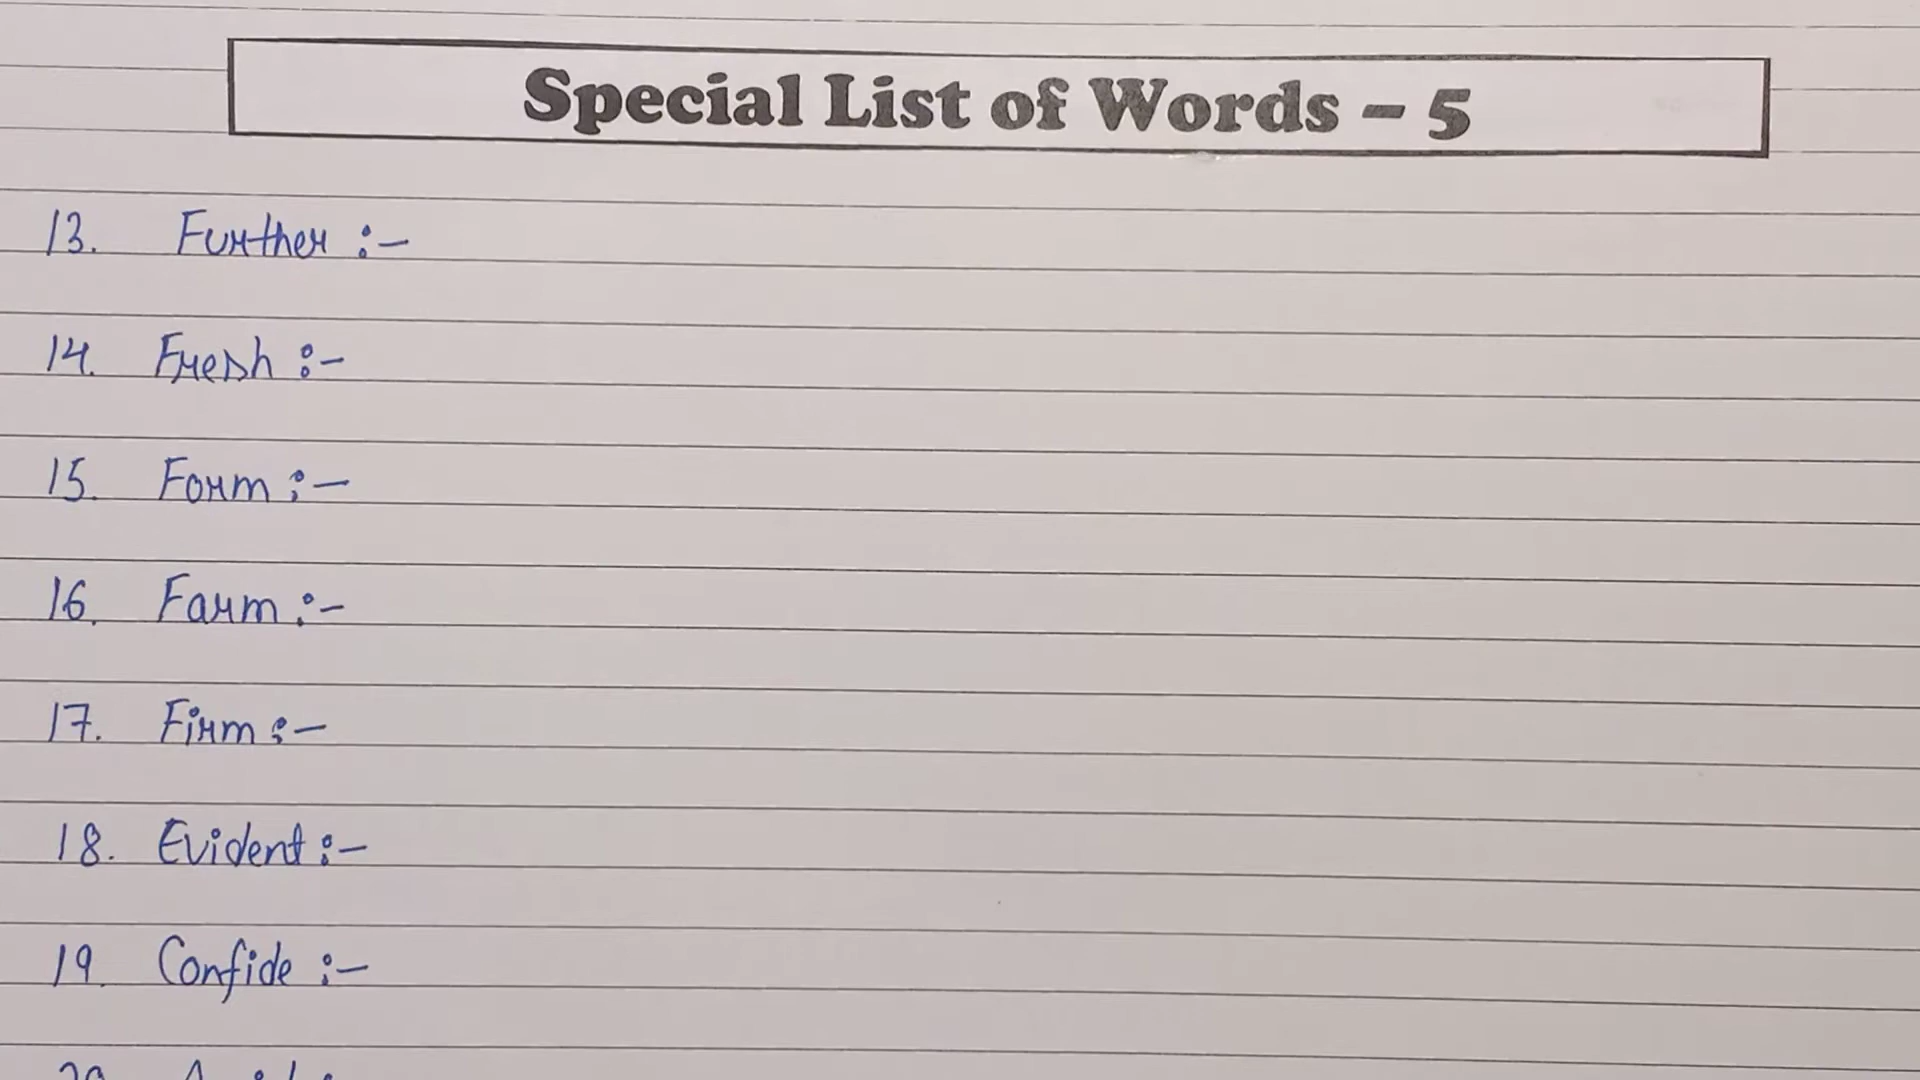 Special List of Words - 5
13. Further :-
14. Fresh :-
15. Form :-
16. Farm :-
17. Firm :-
18. Evident :-
19. Confide :-
20.